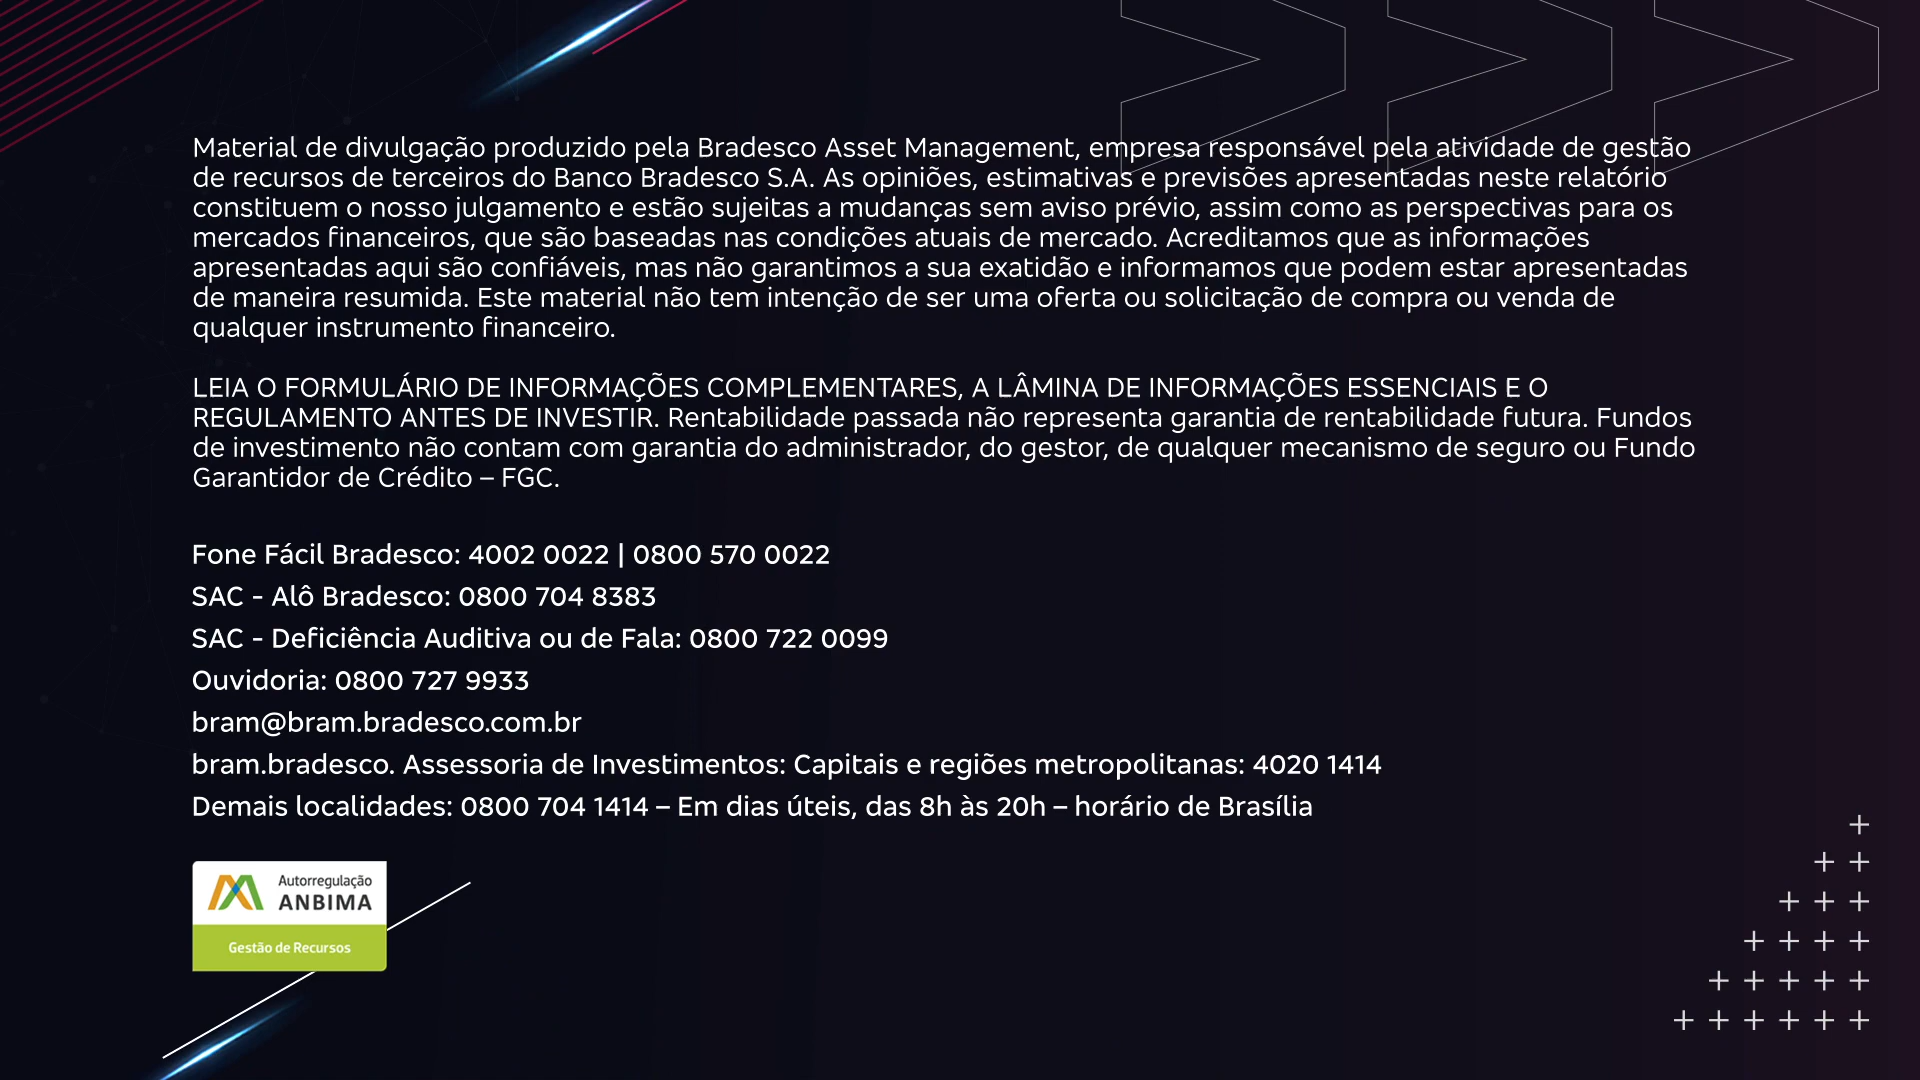 Material de divulgação produzido pela Bradesco Asset Management, empresa responsável pela atividade de gestão
de recursos de terceiros do Banco Bradesco S.A. As opiniões, estimativas e previsões apresentadas neste relatório
constituem o nosso julgamento e estão sujeitas a mudanças sem aviso prévio, assim como as perspectivas para os
mercados financeiros, que são baseadas nas condições atuais de mercado. Acreditamos que as informações
apresentadas aqui são confiáveis, mas não garantimos a sua exatidão e informamos que podem estar apresentadas
de maneira resumida. Este material não tem intenção de ser uma oferta ou solicitação de compra ou venda de
qualquer instrumento financeiro.
LEIA O FORMULÁRIO DE INFORMAÇÕES COMPLEMENTARES, A LÂMINA DE INFORMAÇÕES ESSENCIAIS E O
REGULAMENTO ANTES DE INVESTIR. Rentabilidade passada não representa garantia de rentabilidade futura. Fundos
de investimento não contam com garantia do administrador, do gestor, de qualquer mecanismo de seguro ou Fundo
Garantidor de Crédito – FGC.
Fone Fácil Bradesco: 4002 0022 | 0800 570 0022
SAC - Alô Bradesco: 0800 704 8383
SAC - Deficiência Auditiva ou de Fala: 0800 722 0099
Ouvidoria: 0800 727 9933
bram@bram.bradesco.com.br
bram.bradesco. Assessoria de Investimentos: Capitais e regiões metropolitanas: 4020 1414
Demais localidades: 0800 704 1414 – Em dias úteis, das 8h às 20h – horário de Brasília
Autorregulação
ANBIMA
Gestão de Recursos